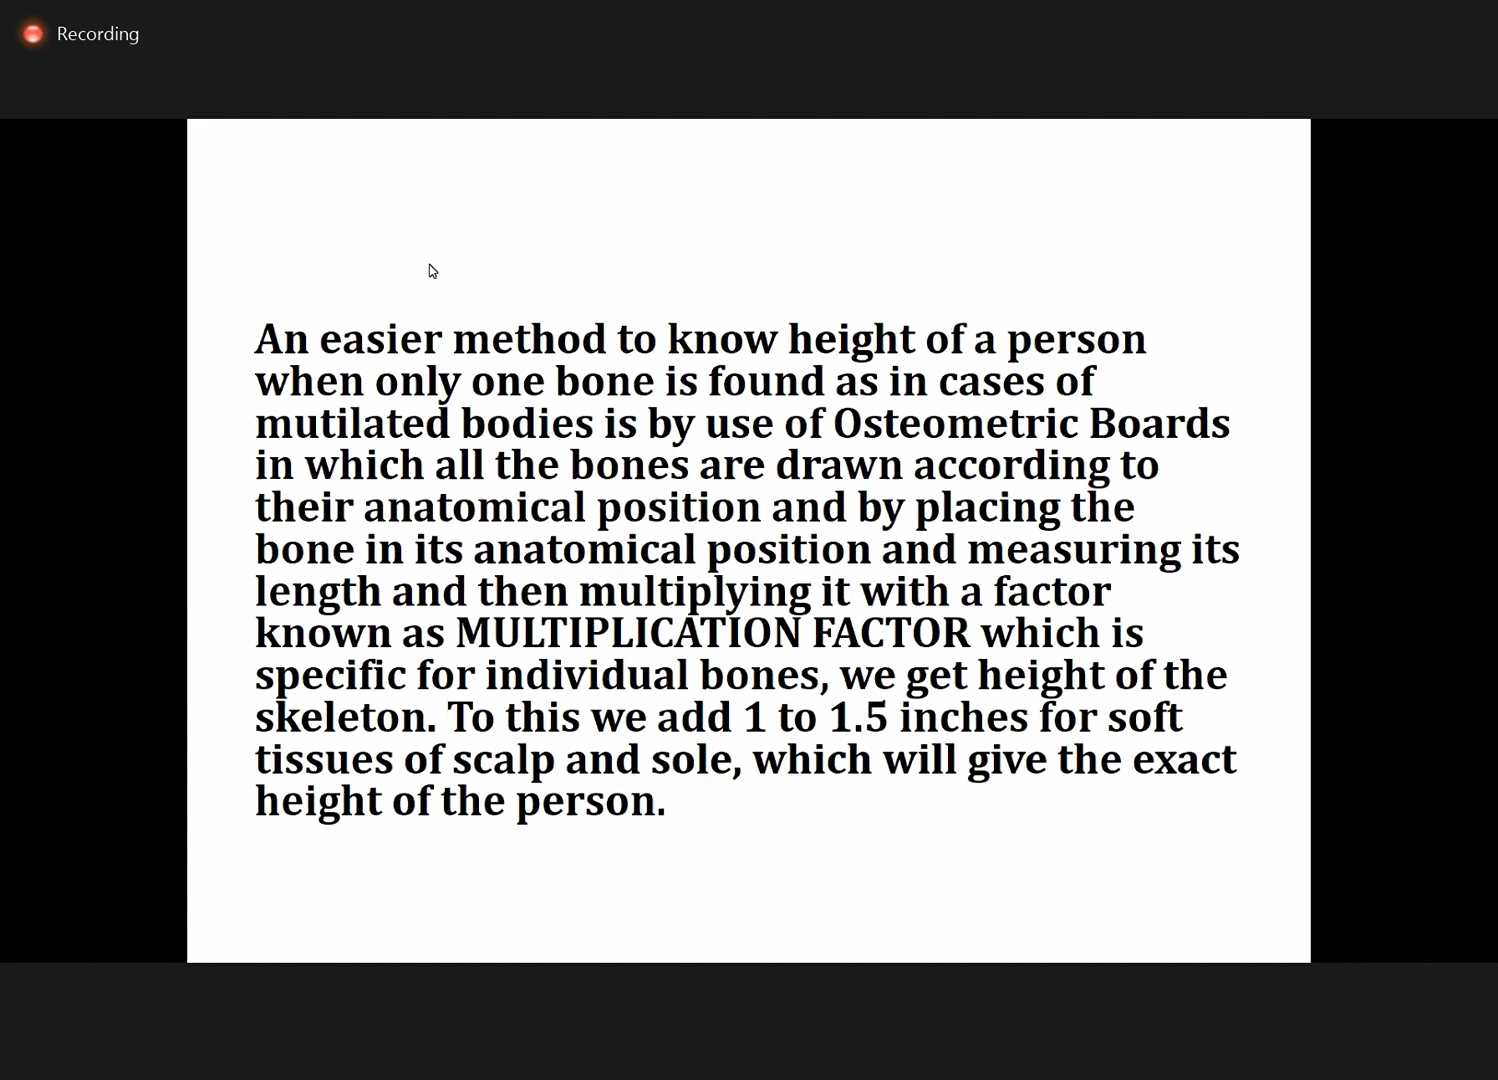 Recording
An easier method to know height of a person
when only one bone is found as in cases of
mutilated bodies is by use of Osteometric Boards
in which all the bones are drawn according to
their anatomical position and by placing the
bone in its anatomical position and measuring its
length and then multiplying it with a factor
known as MULTIPLICATION FACTOR which is
specific for individual bones, we get height of the
skeleton. To this we add 1 to 1.5 inches for soft
tissues of scalp and sole, which will give the exact
height of the person.